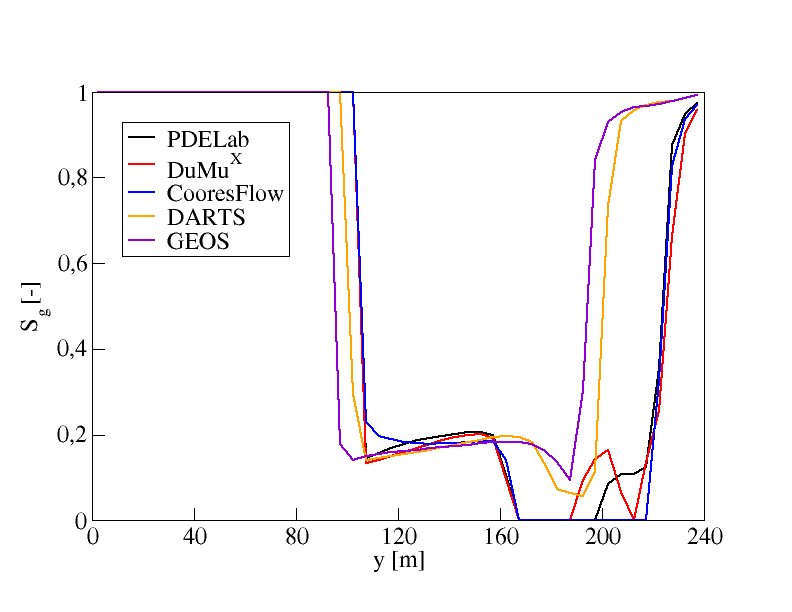 1
0,8
0,6
0,4
0,2
0
S_g [-]
PDELab
DuMu^X
CooresFlow
DARTS
GEOS
0 40 80 120 160 200 240
y [m]